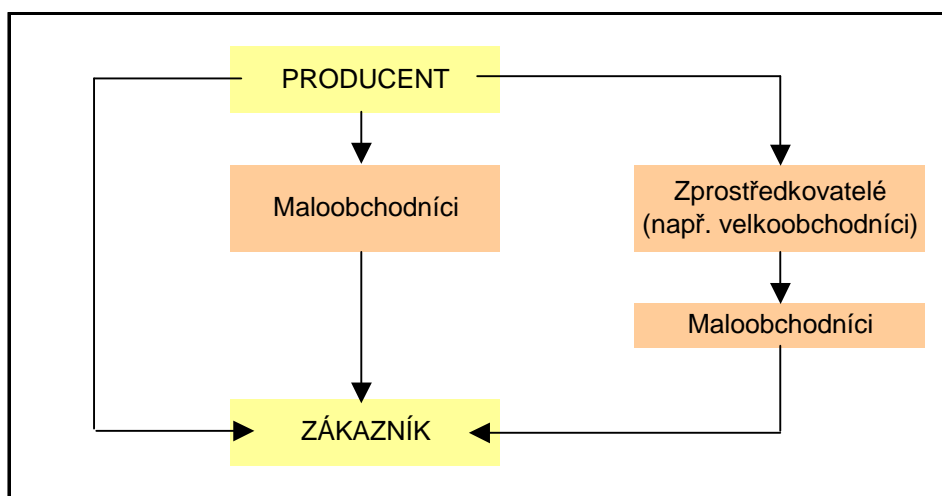 PRODUCENT
Maloobchodníci
Zprostředkovatelé
(např. velkoobchodníci)
Maloobchodníci
ZÁKAZNÍK